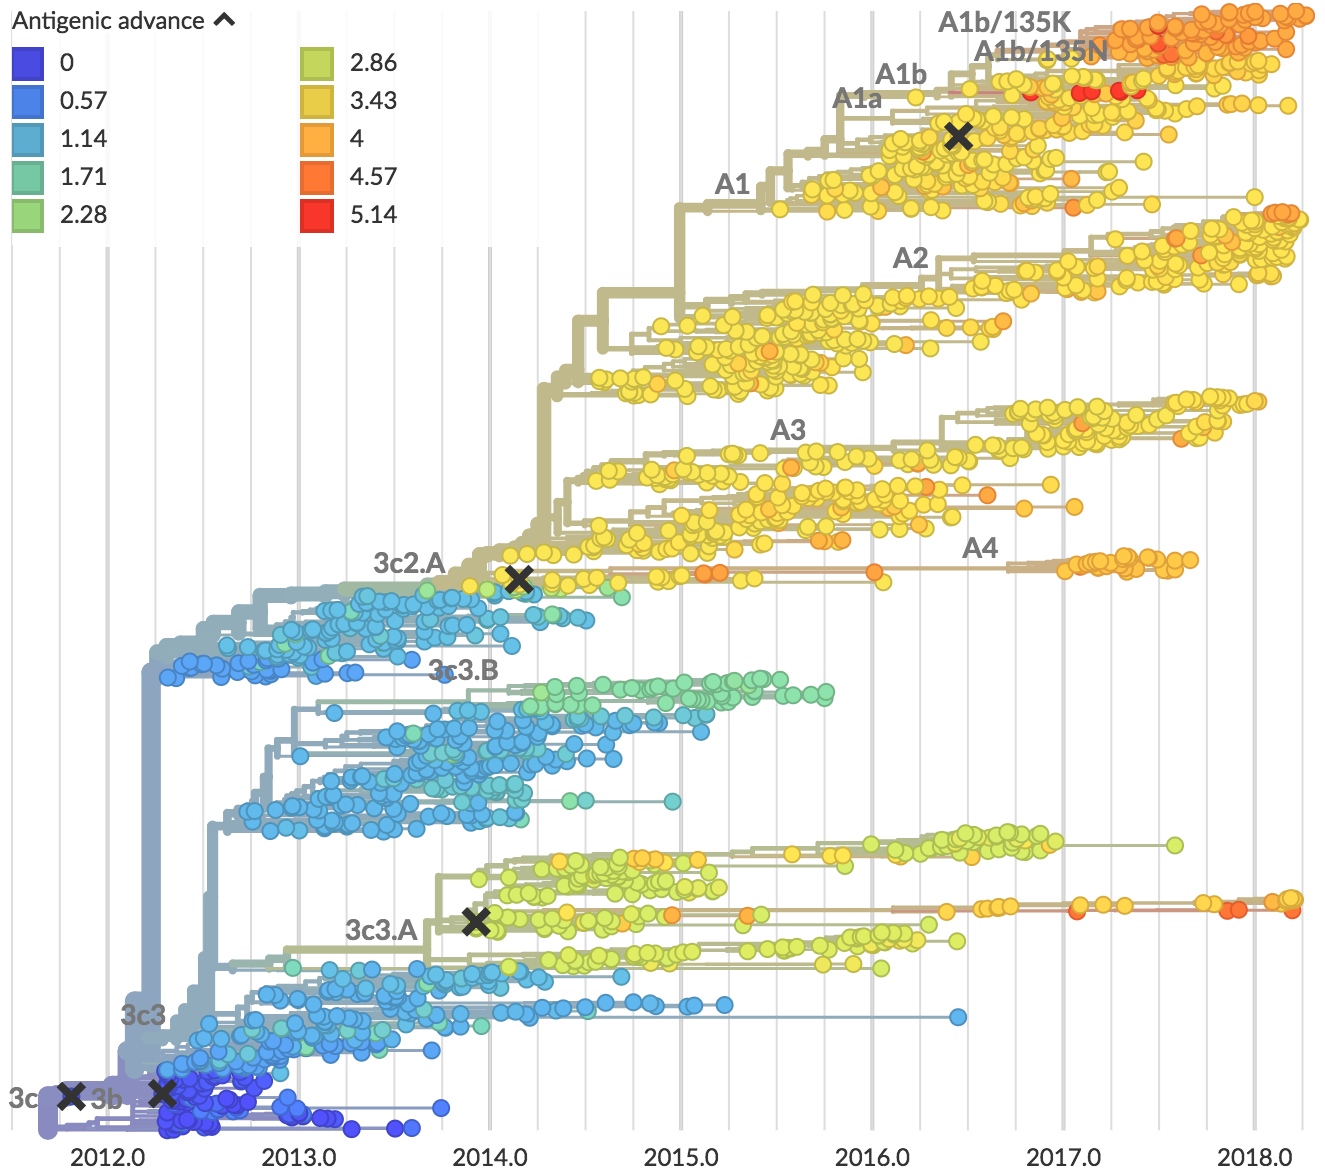 Antigenic advance
0 2.86
0.57 3.43
1.14 4
1.71 4.57
2.28 5.14
A1b/135K
A1b/135N
A1b
A1a
A1
A2
A3
A4
3c2.A
3c3.B
3c3.A
3c3
3c 3b
2012.0 2013.0 2014.0 2015.0 2016.0 2017.0 2018.0